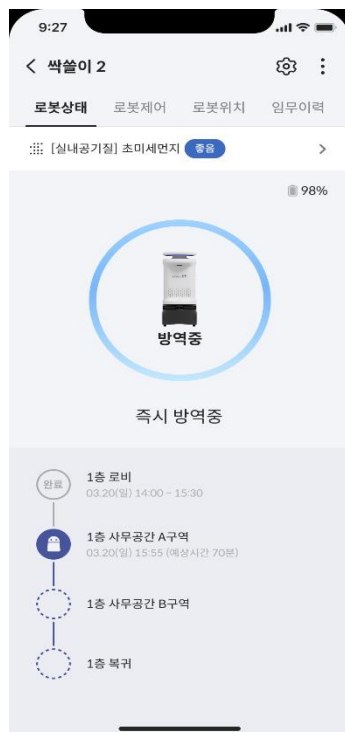 9:27
싹쓸이 2
로봇상태 로봇제어 로봇위치 임무이력
[실내공기질] 초미세먼지 좋음
98%
방역중
즉시 방역중
완료
1층 로비
03.20(일) 14:00 ~ 15:30
1층 사무공간 A구역
03.20(일) 15:55 (예상시간 70분)
1층 사무공간 B구역
1층 복귀